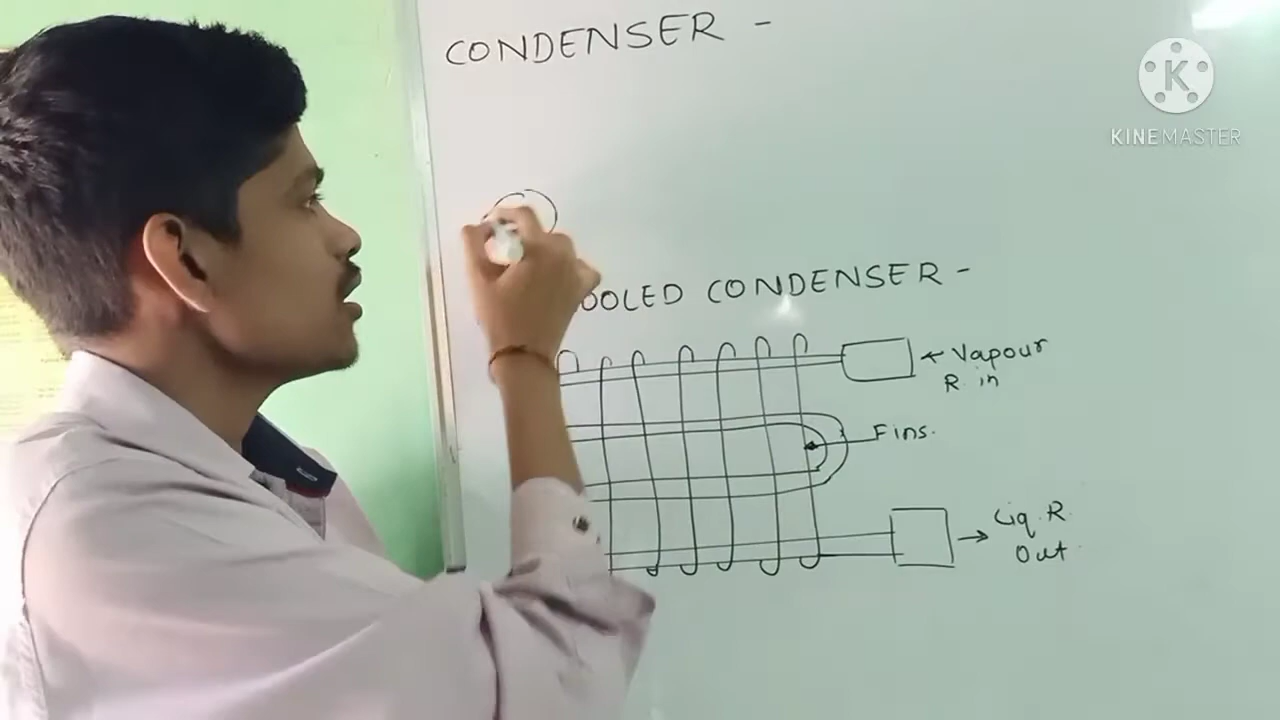 CONDENSER -
K
KINEMASTER
OOLED CONDENSER -
← Vapour
R in
Fins.
→ Liq. R
Out